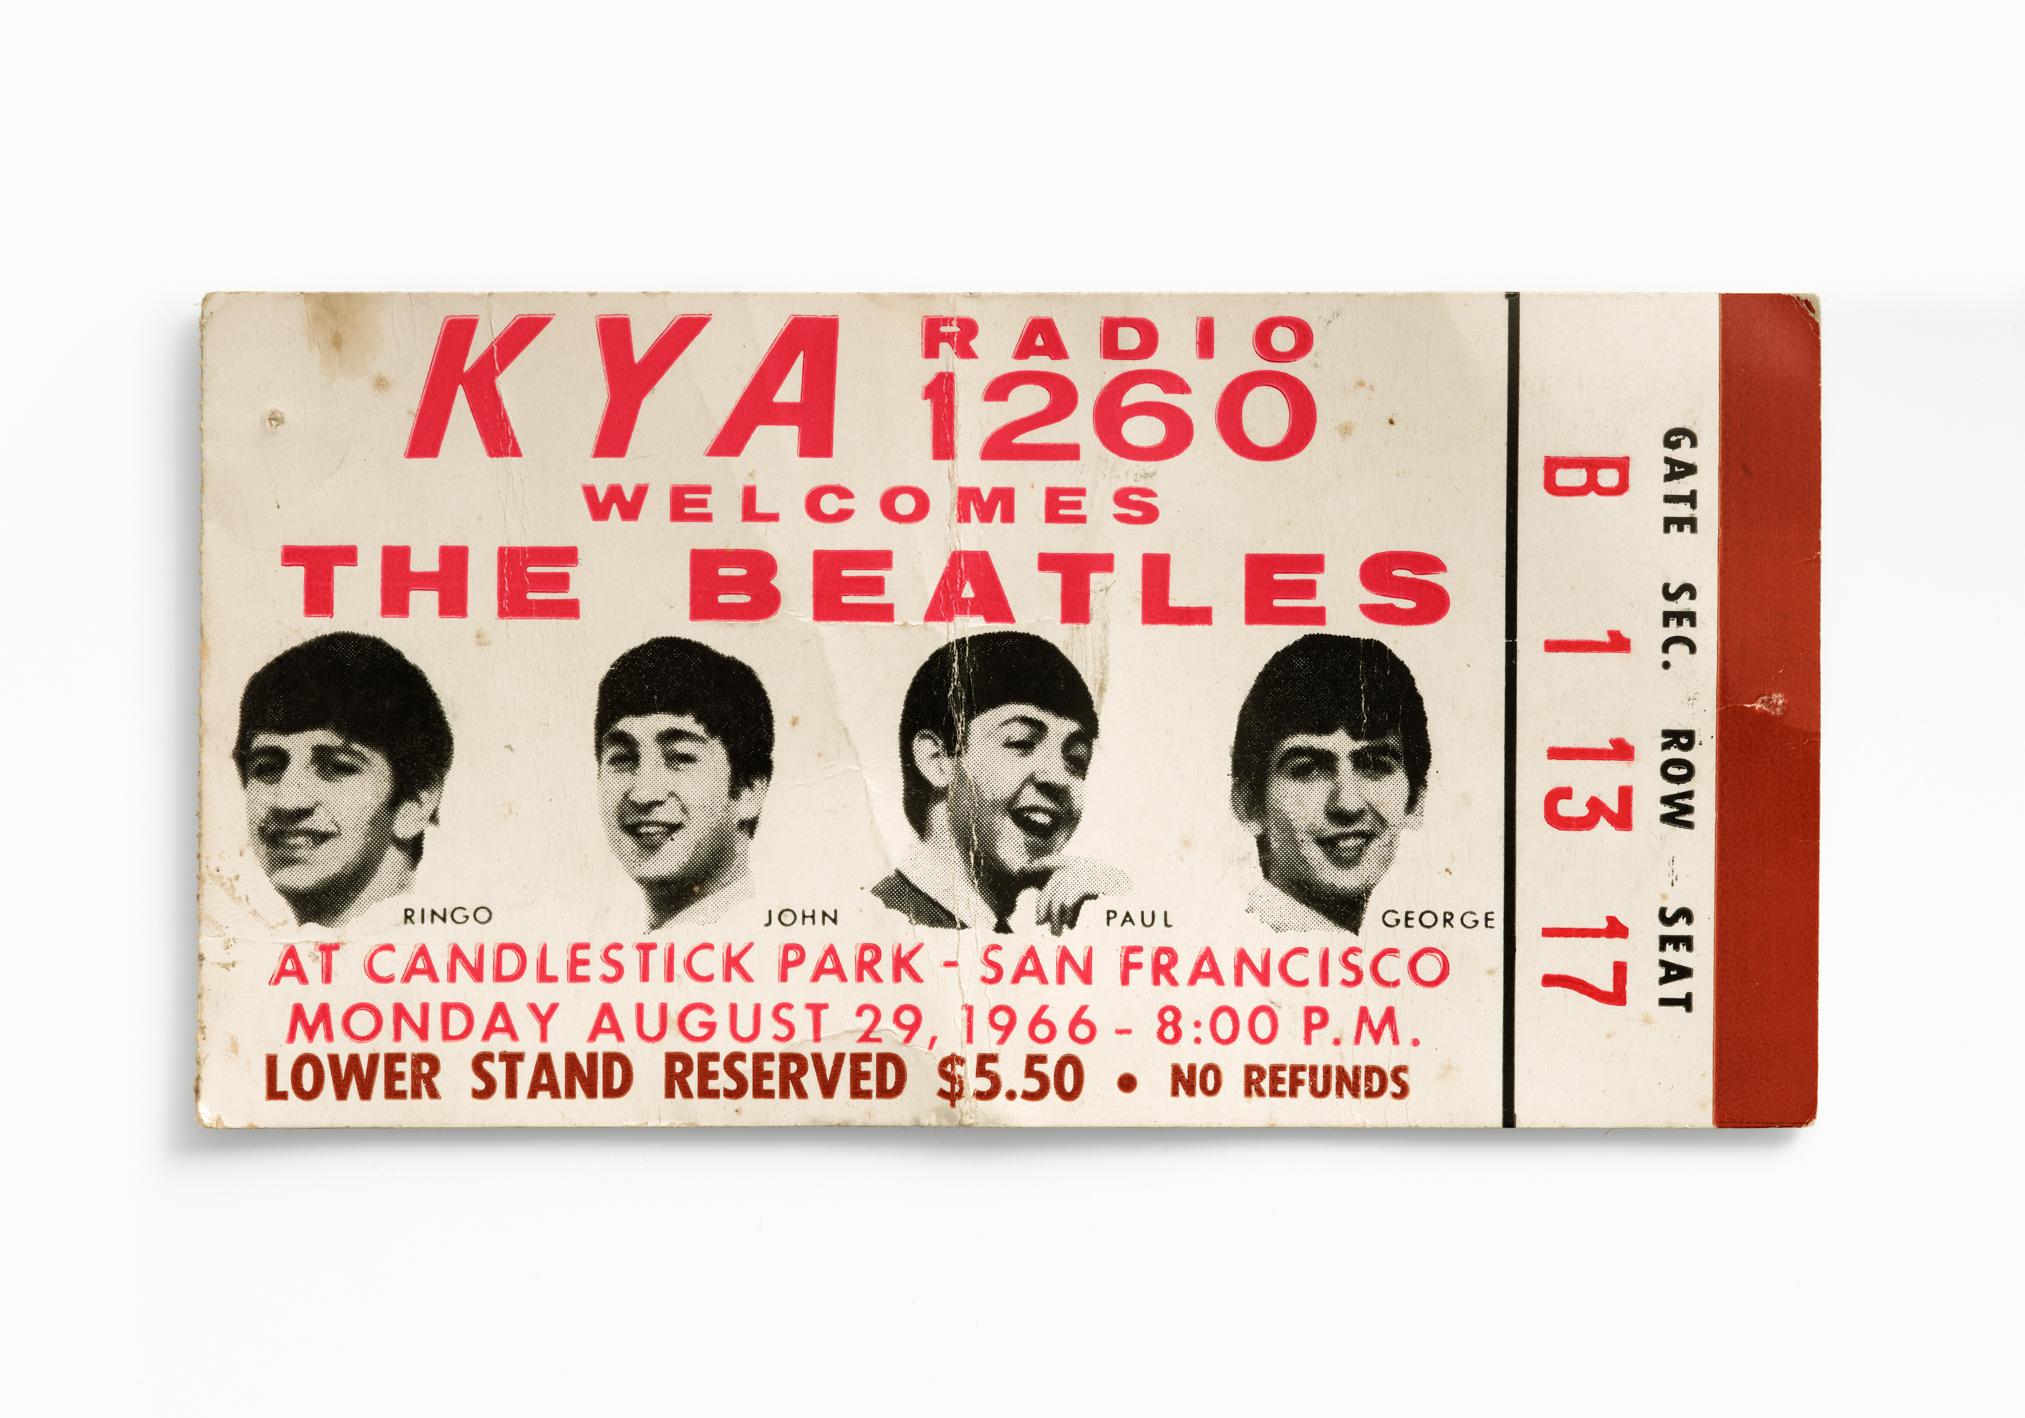 KYA RADIO
1260
WELCOMES
THE BEATLES
RINGO JOHN PAUL GEORGE
AT CANDLESTICK PARK - SAN FRANCISCO
MONDAY AUGUST 29, 1966 - 8:00 P.M.
LOWER STAND RESERVED $5.50 • NO REFUNDS
GATE SEC. ROW SEAT
B 1 13 17